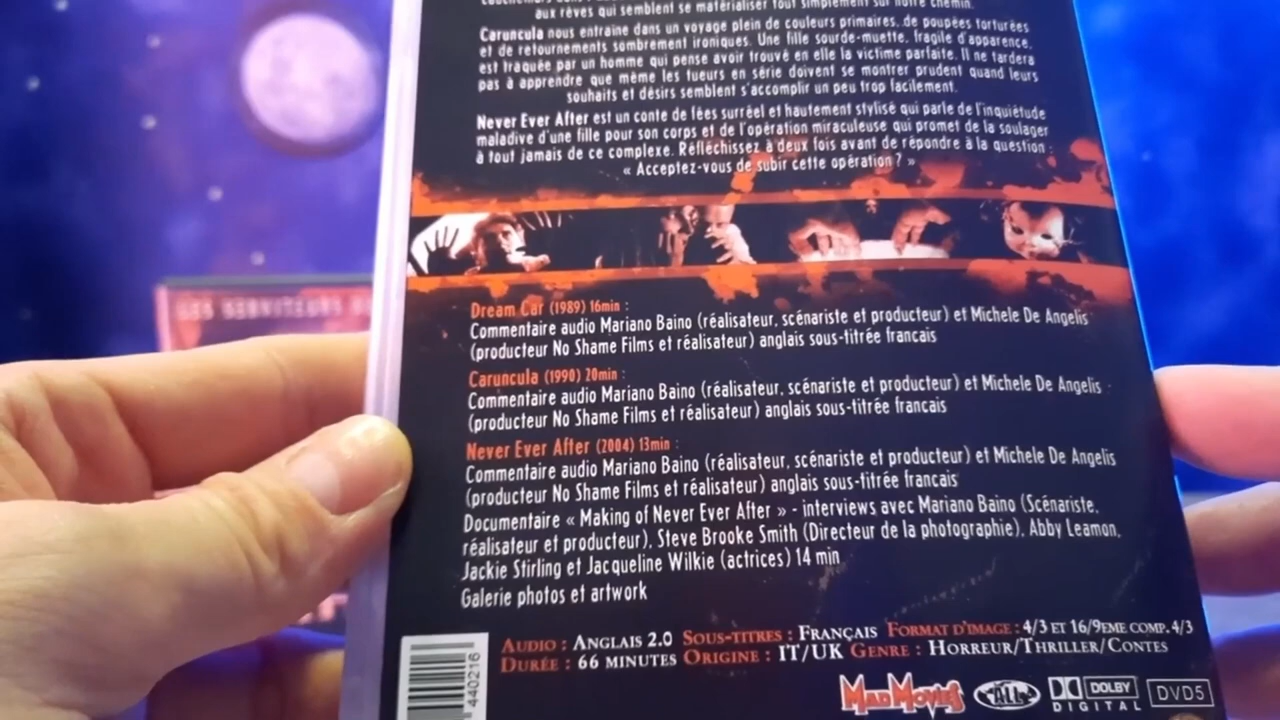 aux rêves qui semblent se matérialiser tout simplement sur notre chemin.
Caruncula nous entraine dans un voyage plein de couleurs primaires, de poupées torturées
et de retournements sombrement ironiques. Une fille sourde-muette, fragile d'apparence,
est traquée par un homme qui pense avoir trouvé en elle la victime parfaite. Il ne tardera
pas à apprendre que même les tueurs en série doivent se montrer prudent quand leurs
souhaits et désirs semblent s'accomplir un peu trop facilement.
Never Ever After est un conte de fées surréel et hautement stylisé qui parle de l'inquiétude
maladive d'une fille pour son corps et de l'opération miraculeuse qui promet de la soulager
à tout jamais de ce complexe. Réfléchissez à deux fois avant de répondre à la question :
« Acceptez-vous de subir cette opération ? »
Dream Car (1989) 16min :
Commentaire audio Mariano Baino (réalisateur, scénariste et producteur) et Michele De Angelis
(producteur No Shame Films et réalisateur) anglais sous-titrée francais
Caruncula (1990) 20min :
Commentaire audio Mariano Baino (réalisateur, scénariste et producteur) et Michele De Angelis
(producteur No Shame Films et réalisateur) anglais sous-titrée francais
Never Ever After (2004) 13min :
Commentaire audio Mariano Baino (réalisateur, scénariste et producteur) et Michele De Angelis
(producteur No Shame Films et réalisateur) anglais sous-titrée francais
Documentaire « Making of Never Ever After » - interviews avec Mariano Baino (Scénariste,
réalisateur et producteur), Steve Brooke Smith (Directeur de la photographie), Abby Leamon,
Jackie Stirling et Jacqueline Wilkie (actrices) 14 min
Galerie photos et artwork
Audio : Anglais 2.0 Sous-titres : Français Format d'image : 4/3 et 16/9eme comp. 4/3
Durée : 66 minutes Origine : IT/UK Genre : Horreur/Thriller/Contes
440216
Mad Movies ALL DOLBY DIGITAL DVD5